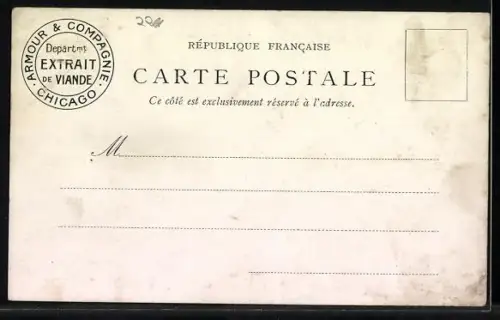 ARMOUR & COMPAGNIE.
Départmt
EXTRAIT
DE VIANDE
CHICAGO.
RÉPUBLIQUE FRANÇAISE
CARTE POSTALE
Ce côté est exclusivement réservé à l'adresse.
M